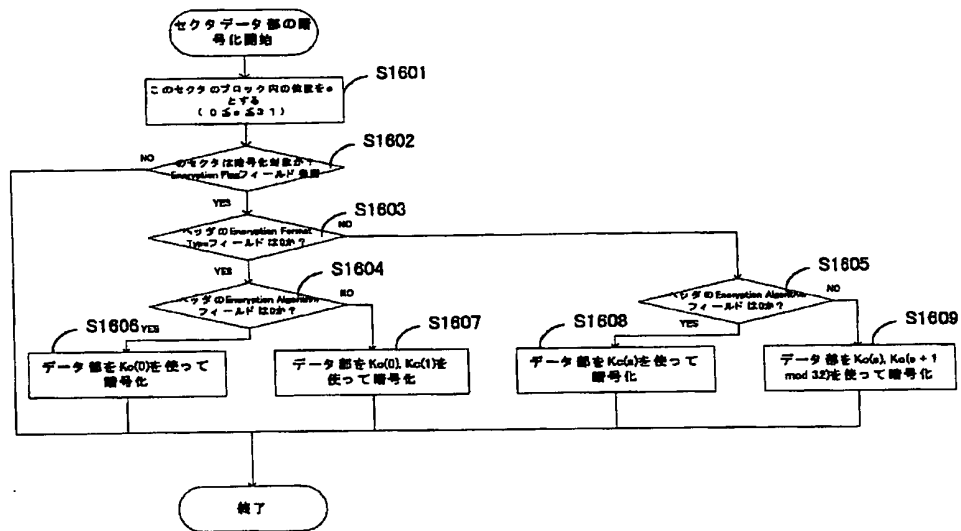 セクタデータ部の暗
号化開始
S1601
このセクタのブロック内の位置をs
とする
( 0 ≦s ≦3 1 )
S1602
NO
のセクタは暗号化対象か?
Encryption Flagフィールド
YES
S1603
ヘッダのEncryption Format
Typeフィールドは0か?
NO
YES
S1604
ヘッダのEncryption Algorithm
フィールドは0か?
NO
S1605
ヘッダのEncryption Algorithm
フィールドは0か?
NO
YES
S1606
YES
データ部をKc(0)を使って
暗号化
S1607
データ部をKc(0), Kc(1)を
使って暗号化
S1608
データ部をKc(s)を使って
暗号化
S1609
データ部をKc(s), Kc(s + 1
mod 32)を使って暗号化
終了